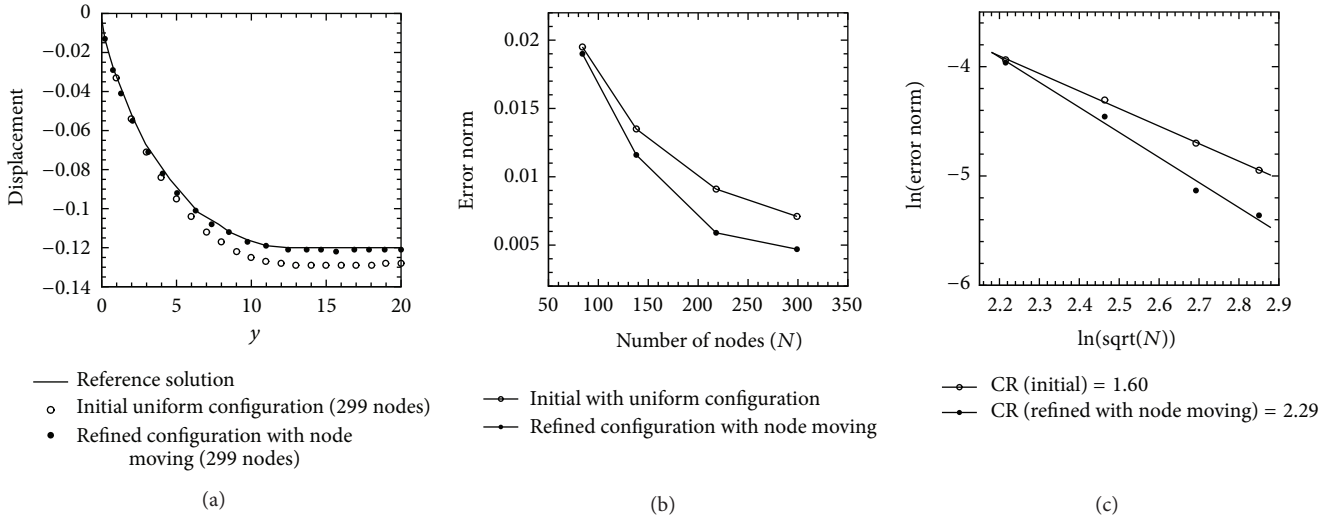 0
−0.02
−0.04
−0.06
−0.08
−0.1
−0.12
−0.14
Displacement
0 5 10 15 20
y
Reference solution
Initial uniform configuration (299 nodes)
Refined configuration with node
moving (299 nodes)
(a)
0.02
0.015
0.01
0.005
Error norm
50 100 150 200 250 300 350
Number of nodes (N)
Initial with uniform configuration
Refined configuration with node moving
(b)
−4
−5
−6
ln(error norm)
2.2 2.3 2.4 2.5 2.6 2.7 2.8 2.9
ln(sqrt(N))
CR (initial) = 1.60
CR (refined with node moving) = 2.29
(c)